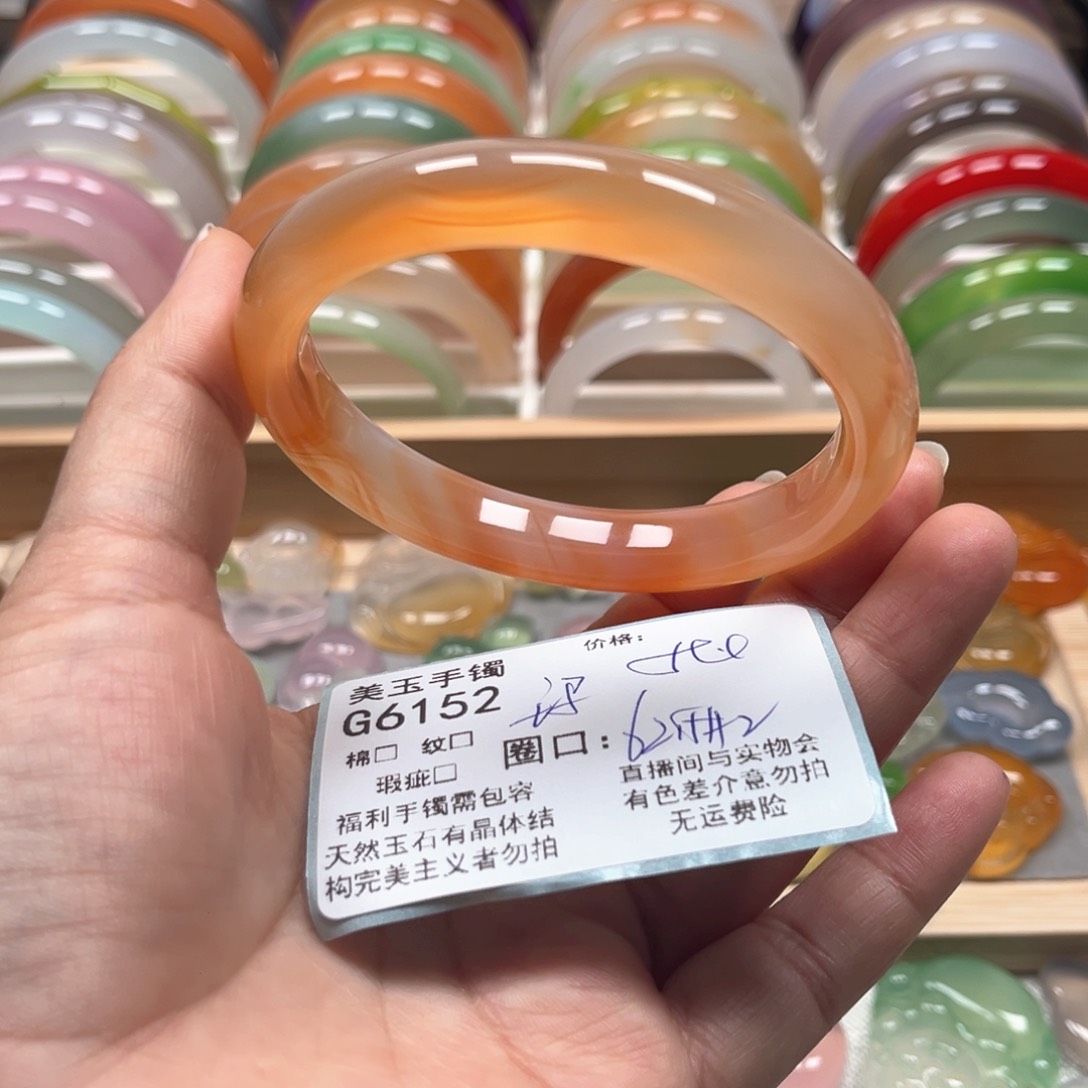 价格：
美玉手镯
G6152
棉□ 纹□
圈口：62
瑕疵□
直播间与实物会
福利手镯需包容
有色差介意勿拍
天然玉石有晶体结
无运费险
构完美主义者勿拍